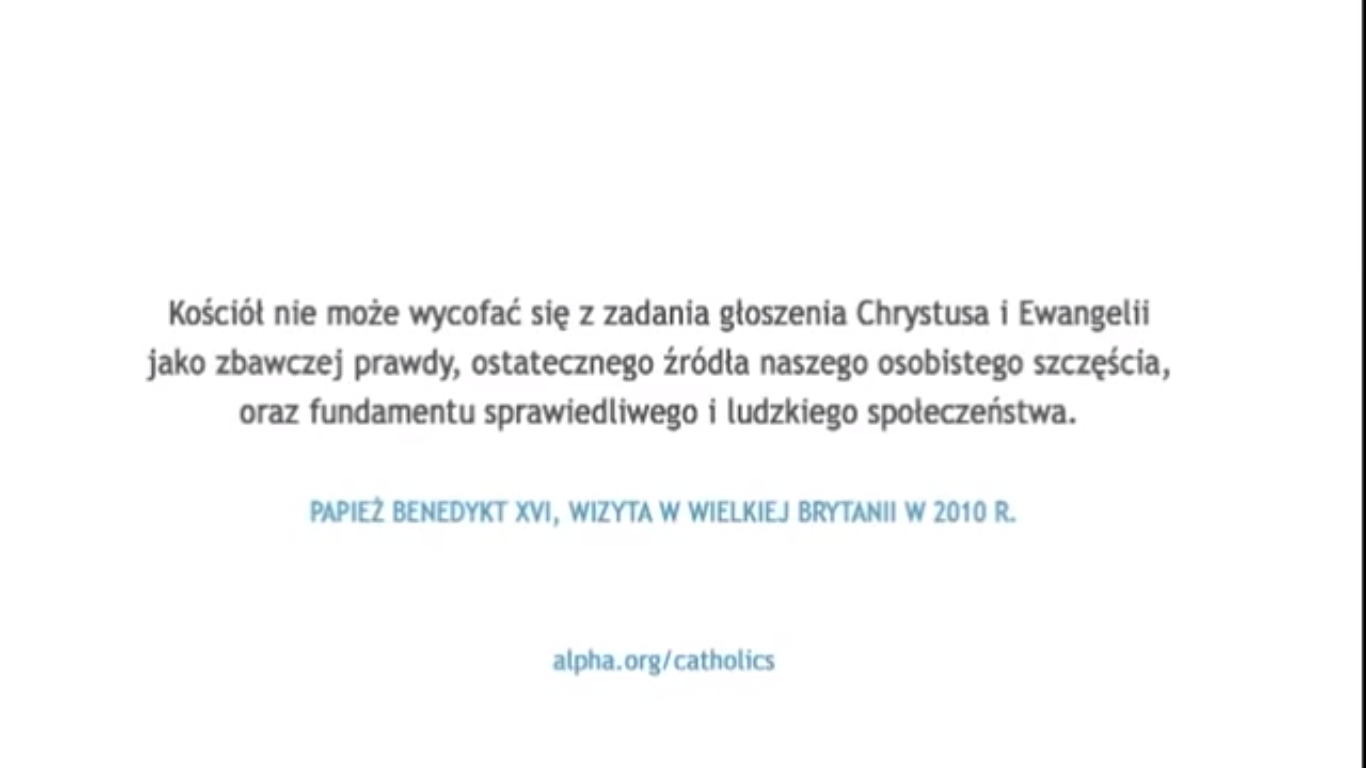 Kościół nie może wycofać się z zadania głoszenia Chrystusa i Ewangelii
jako zbawczej prawdy, ostatecznego źródła naszego osobistego szczęścia,
oraz fundamentu sprawiedliwego i ludzkiego społeczeństwa.
PAPIEŻ BENEDYKT XVI, WIZYTA W WIELKIEJ BRYTANII W 2010 R.
alpha.org/catholics